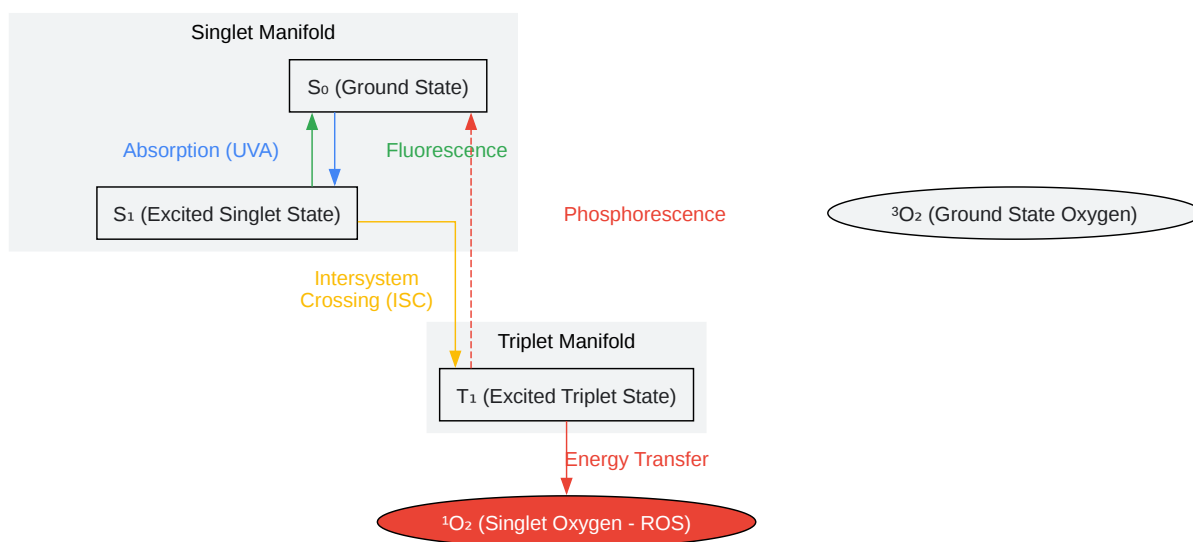 Singlet Manifold
S₀ (Ground State)
Absorption (UVA)
Fluorescence
S₁ (Excited Singlet State)
Phosphorescence
³O₂ (Ground State Oxygen)
Intersystem
Crossing (ISC)
Triplet Manifold
T₁ (Excited Triplet State)
Energy Transfer
¹O₂ (Singlet Oxygen - ROS)